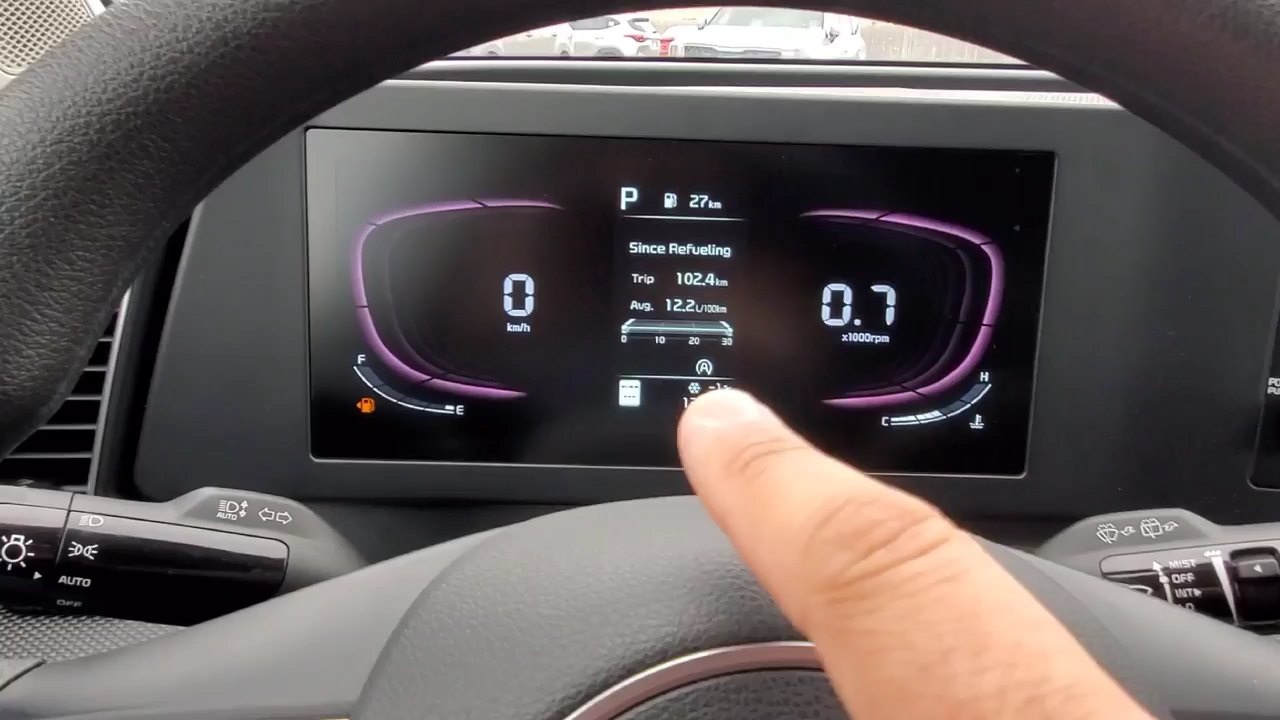 P 27km
Since Refueling
Trip 102.4km
Avg. 12.2L/100km
0 10 20 30
0
km/h
0.7
x1000rpm
F
E
H
C
AUTO
AUTO
OFF
MIST
OFF
INT